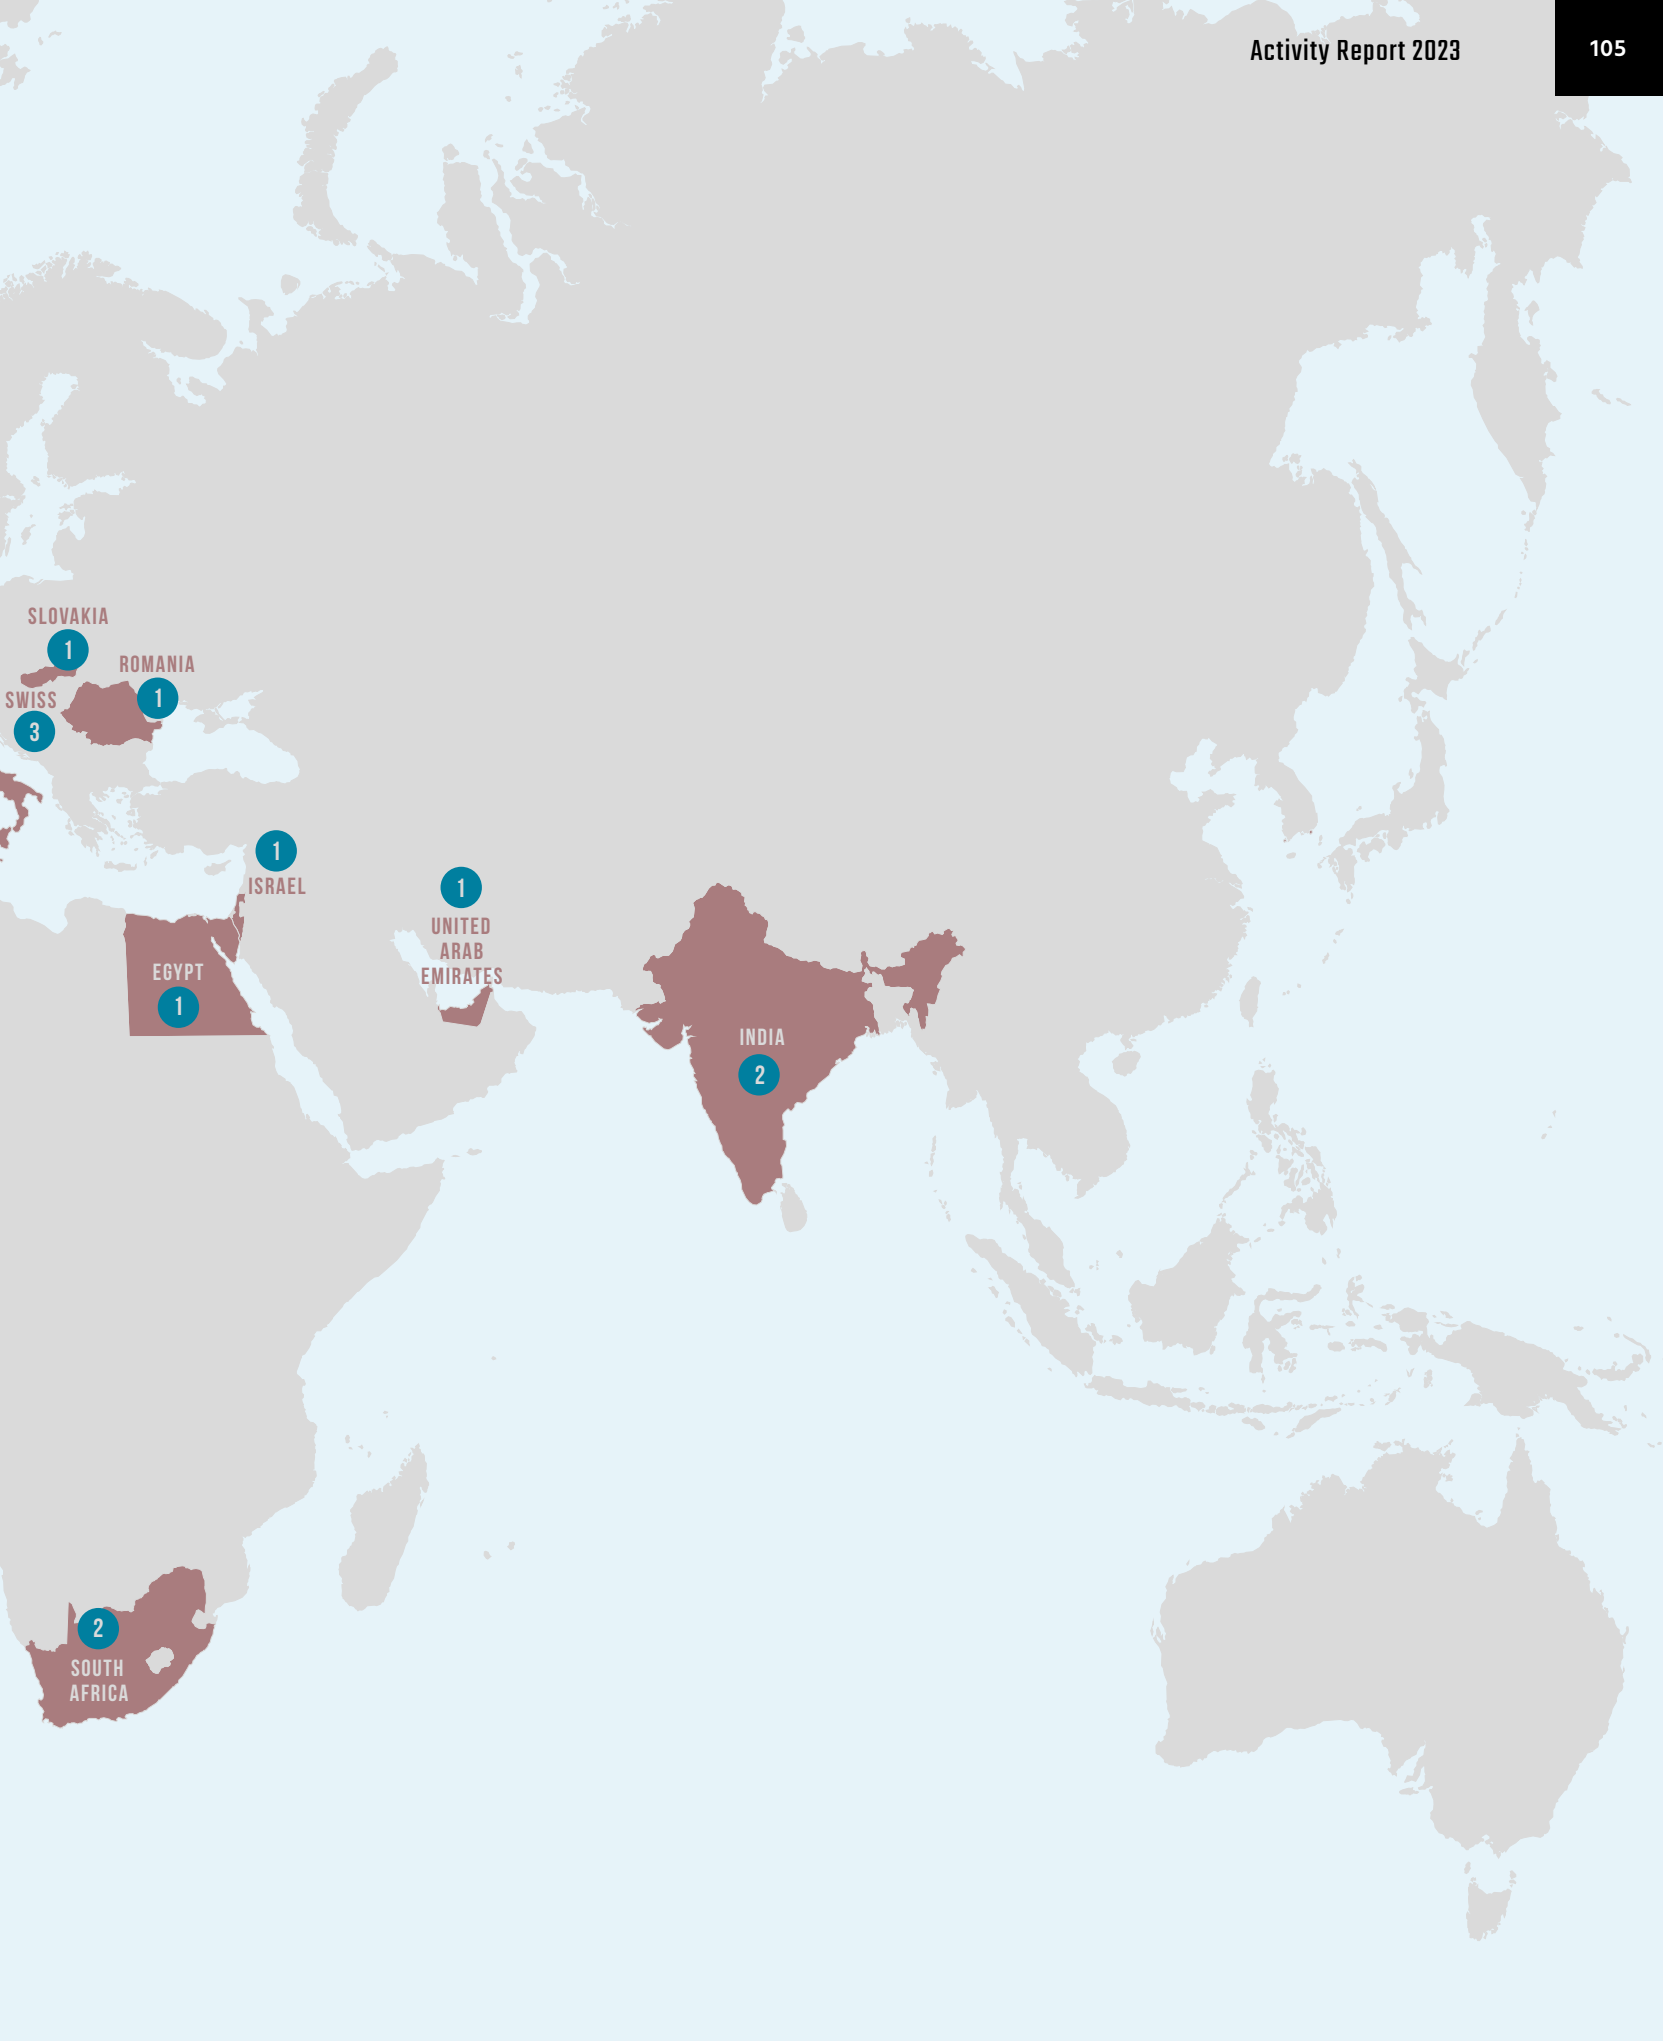 Activity Report 2023
105
SLOVAKIA
1
ROMANIA
1
SWISS
3
1
ISRAEL
1
UNITED
ARAB
EMIRATES
EGYPT
1
INDIA
2
2
SOUTH
AFRICA